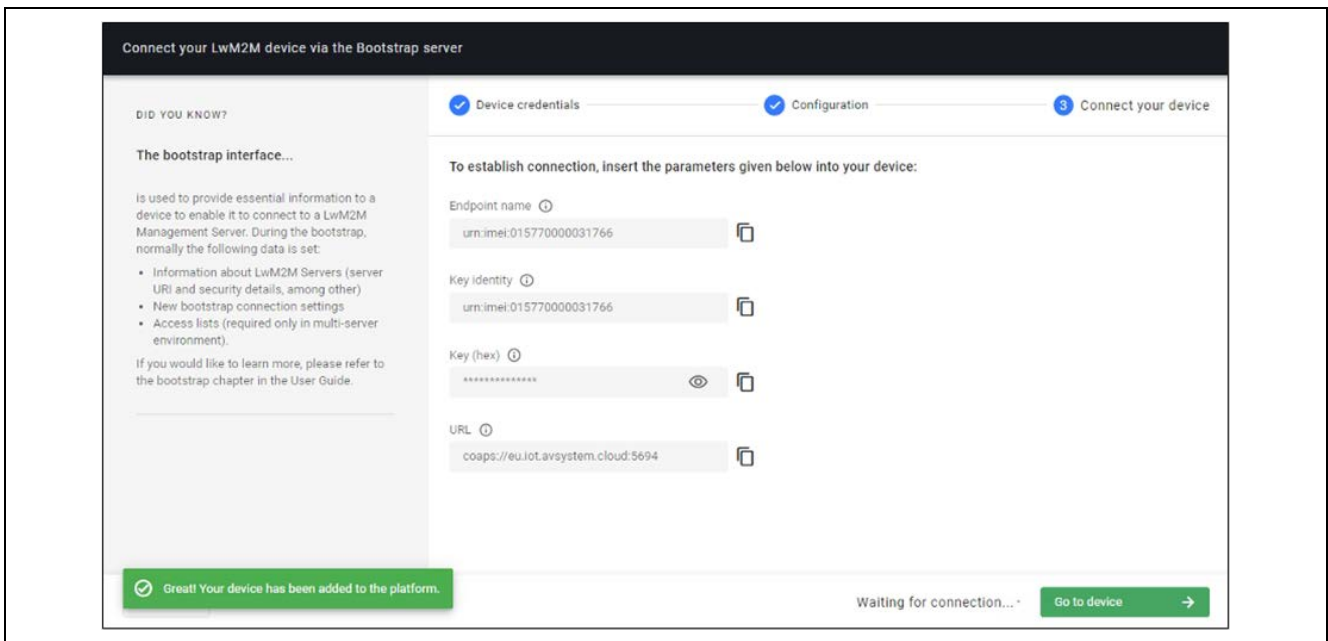 Connect your LwM2M device via the Bootstrap server
DID YOU KNOW?
The bootstrap interface...
is used to provide essential information to a
device to enable it to connect to a LwM2M
Management Server. During the bootstrap,
normally the following data is set:
• Information about LwM2M Servers (server
URI and security details, among other)
• New bootstrap connection settings
• Access lists (required only in multi-server
environment).
If you would like to learn more, please refer to
the bootstrap chapter in the User Guide.
Device credentials
Configuration
3 Connect your device
To establish connection, insert the parameters given below into your device:
Endpoint name
urn:imei:015770000031766
Key identity
urn:imei:015770000031766
Key (hex)
**************
URL
coaps://eu.iot.avsystem.cloud:5694
Great! Your device has been added to the platform.
Waiting for connection...
Go to device